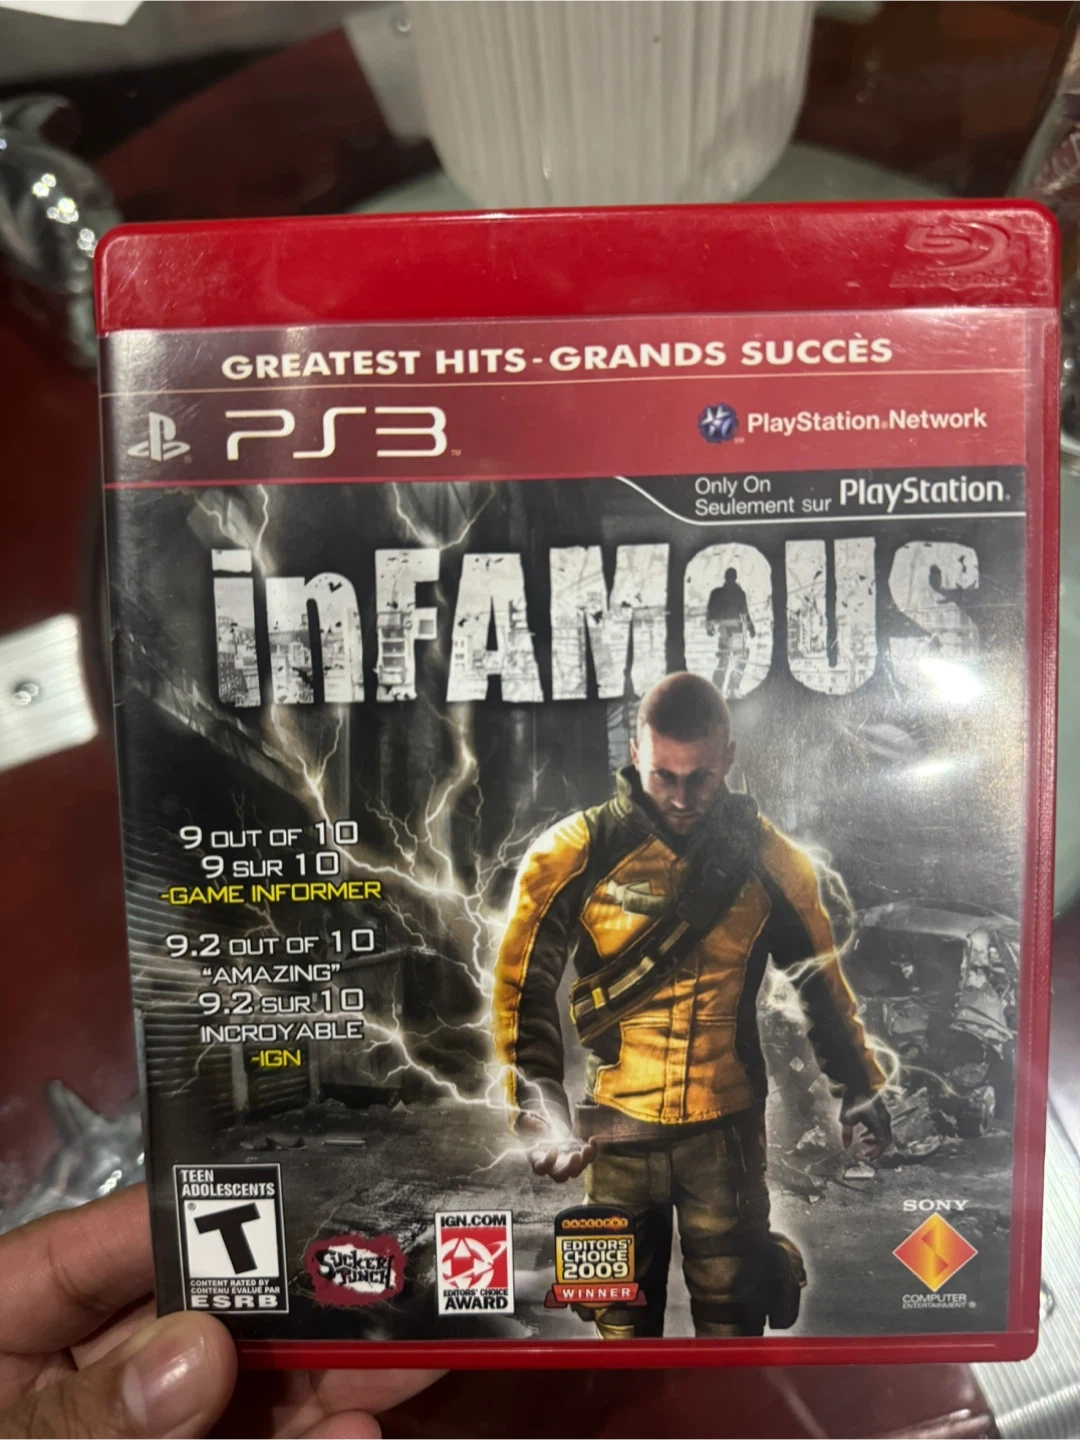 GREATEST HITS - GRANDS SUCCÈS
PS3™
PlayStation®Network
Only On
Seulement sur PlayStation®
inFAMOUS
9 OUT OF 10
9 SUR 10
-GAME INFORMER
9.2 OUT OF 10
"AMAZING"
9.2 SUR 10
INCROYABLE
-IGN
TEEN
ADOLESCENTS
T
CONTENT RATED BY
CONTENU ÉVALUÉ PAR
ESRB
SUCKER
PUNCH
IGN.COM
EDITORS' CHOICE
AWARD
GAMESPOT
EDITORS'
CHOICE
2009
WINNER
SONY
COMPUTER
ENTERTAINMENT®